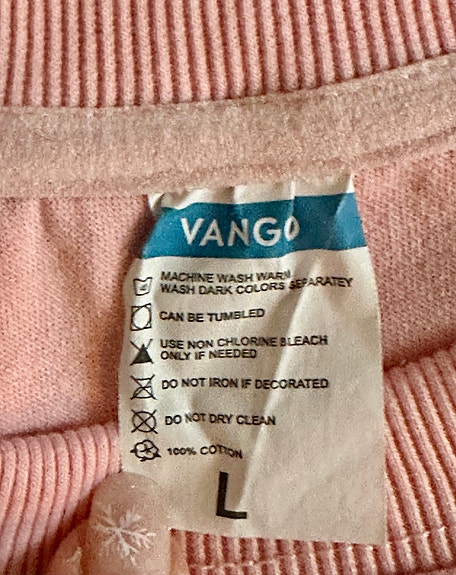 VANGO
MACHINE WASH WARM
WASH DARK COLORS SEPARATEY
CAN BE TUMBLED
USE NON CHLORINE BLEACH
ONLY IF NEEDED
DO NOT IRON IF DECORATED
DO NOT DRY CLEAN
100% COTTON
L